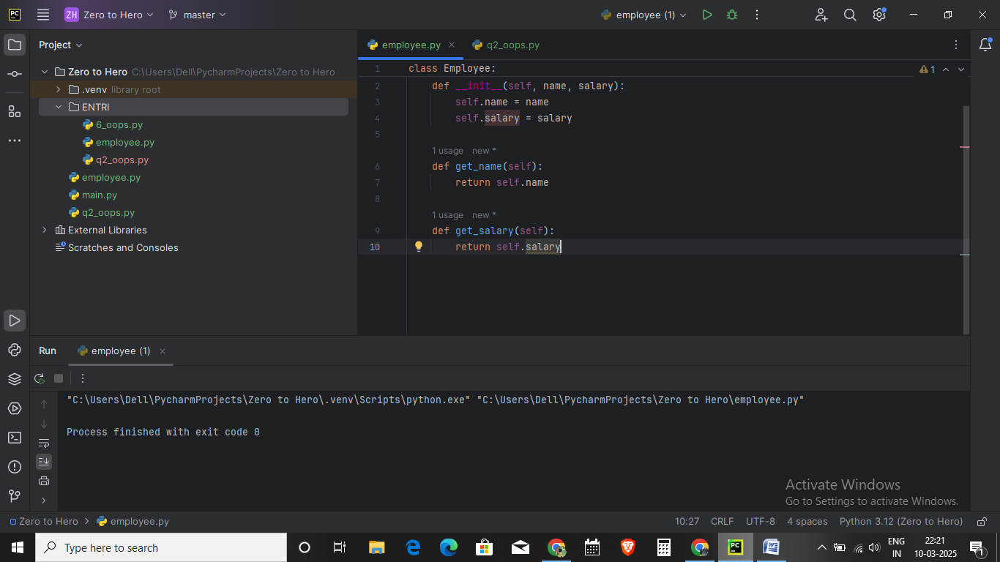 PC ZH Zero to Hero master employee (1)
Project
Zero to Hero C:\Users\Dell\PycharmProjects\Zero to Hero
.venv library root
ENTRI
6_oops.py
employee.py
q2_oops.py
employee.py
main.py
q2_oops.py
External Libraries
Scratches and Consoles
employee.py q2_oops.py
1 class Employee:
1
2 def __init__(self, name, salary):
3 self.name = name
4 self.salary = salary
5
1 usage new *
6 def get_name(self):
7 return self.name
8
1 usage new *
9 def get_salary(self):
10 return self.salary
Run employee (1)
"C:\Users\Dell\PycharmProjects\Zero to Hero\.venv\Scripts\python.exe" "C:\Users\Dell\PycharmProjects\Zero to Hero\employee.py"
Process finished with exit code 0
Activate Windows
Go to Settings to activate Windows.
Zero to Hero employee.py 10:27 CRLF UTF-8 4 spaces Python 3.12 (Zero to Hero)
Type here to search
PC
W
ENG
IN
22:21
10-03-2025
1